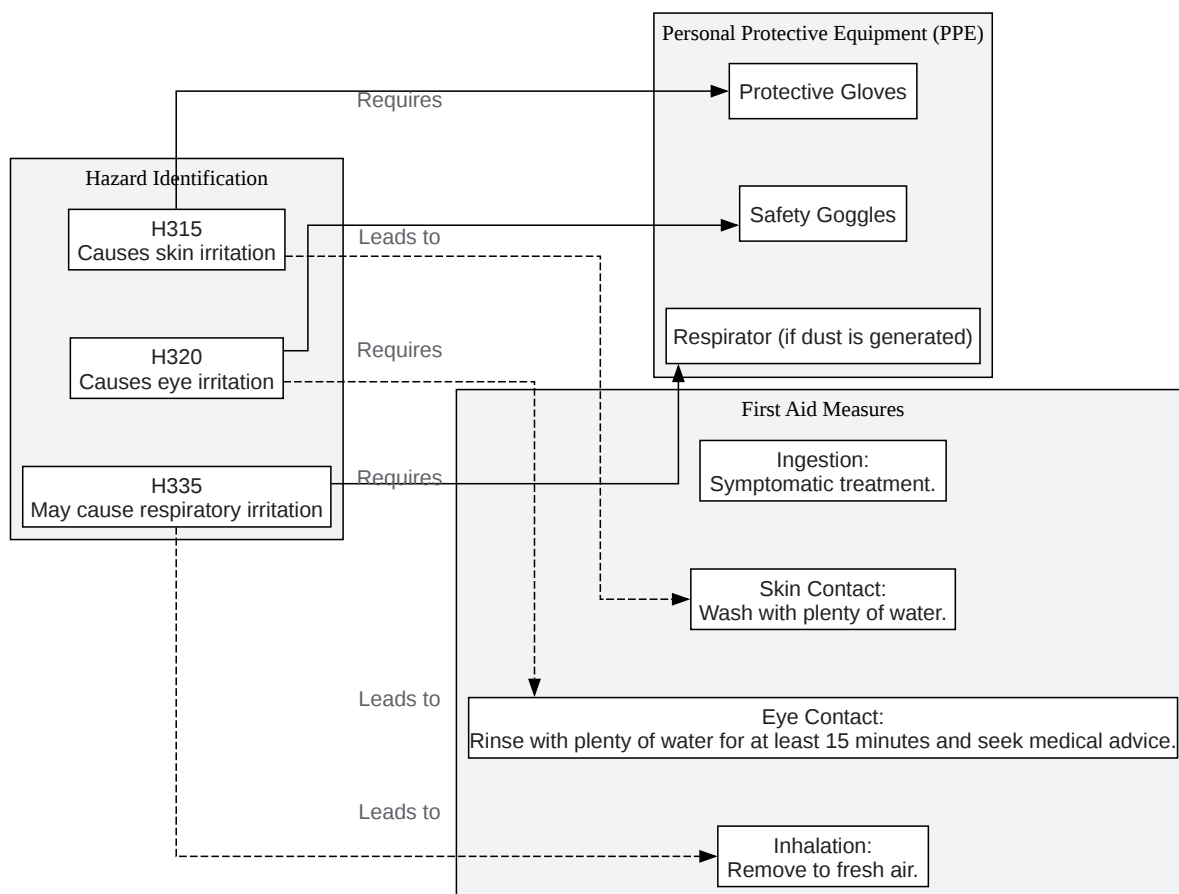 Personal Protective Equipment (PPE)
Protective Gloves
Requires
Hazard Identification
Safety Goggles
H315
Causes skin irritation
Leads to
Respirator (if dust is generated)
H320
Causes eye irritation
Requires
First Aid Measures
Ingestion:
Symptomatic treatment.
H335
May cause respiratory irritation
Requires
Skin Contact:
Wash with plenty of water.
Leads to
Eye Contact:
Rinse with plenty of water for at least 15 minutes and seek medical advice.
Leads to
Inhalation:
Remove to fresh air.